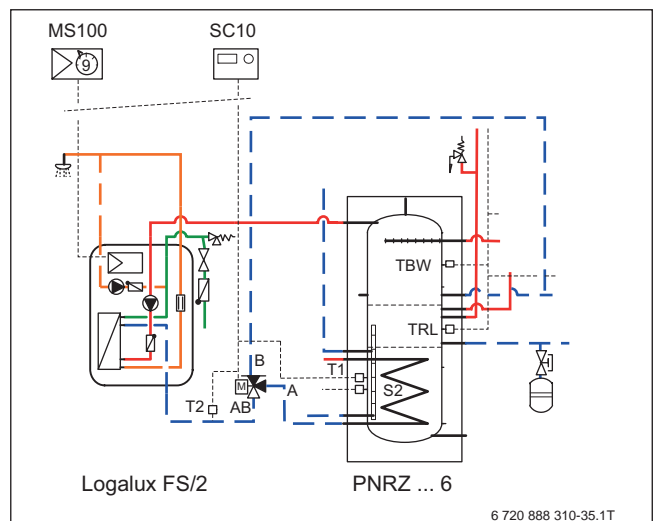 MS100
SC10
9
TBW
TRL
B
T1
M
A
S2
T2
AB
Logalux FS/2
PNRZ ... 6
6 720 888 310-35.1T